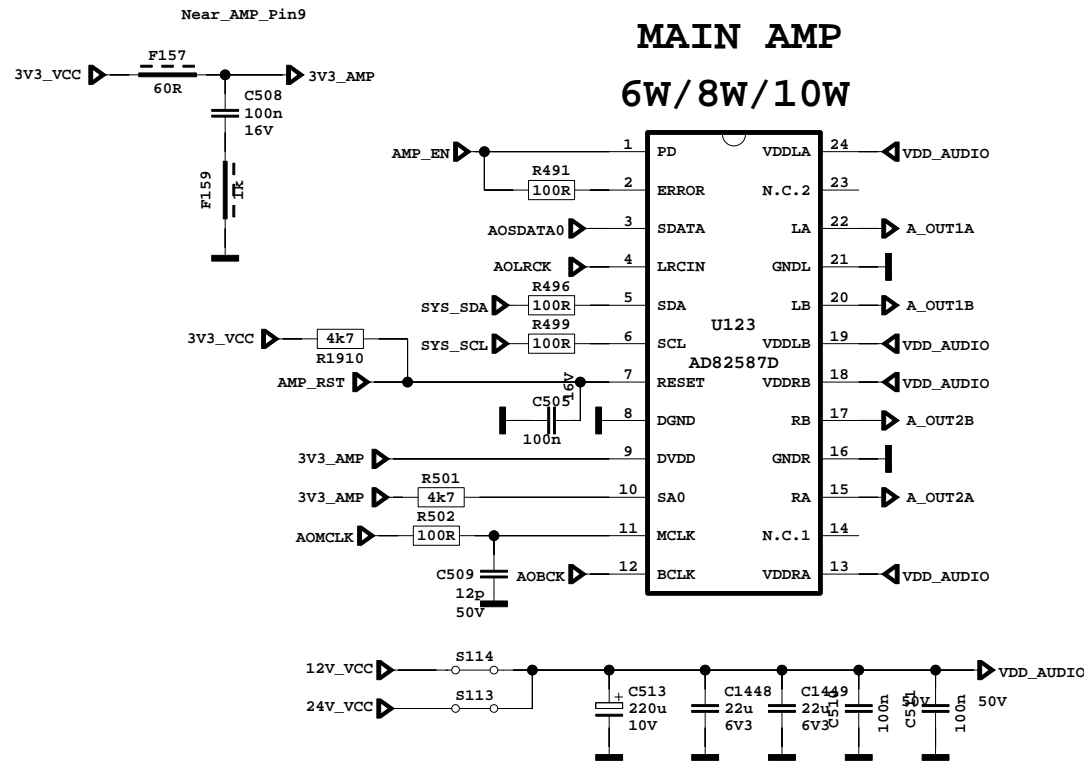 Near_AMP_Pin9
MAIN AMP
6W/8W/10W
3V3_VCC
F157
60R
3V3_AMP
C508
100n
16V
F159
1k
AMP_EN
1 PD VDDLA 24 VDD_AUDIO
R491
100R
2 ERROR N.C.2 23
AOSDATA0
3 SDATA LA 22 A_OUT1A
AOLRCK
4 LRCIN GNDL 21
R496
SYS_SDA 100R
5 SDA LB 20 A_OUT1B
R499
SYS_SCL 100R
6 SCL VDDLB 19 VDD_AUDIO
U123
AD82587D
3V3_VCC
4k7
R1910
AMP_RST
7 RESET VDDRB 18 VDD_AUDIO
16V
C505
100n
8 DGND RB 17 A_OUT2B
3V3_AMP
9 DVDD GNDR 16
R501
3V3_AMP 4k7
10 SA0 RA 15 A_OUT2A
R502
AOMCLK 100R
11 MCLK N.C.1 14
C509
12p
50V
AOBCK
12 BCLK VDDRA 13 VDD_AUDIO
12V_VCC S114
VDD_AUDIO
24V_VCC S113
C513
220u
10V
C1448
22u
6V3
C1449
22u
6V3
C510
100n
50V
C511
100n
50V